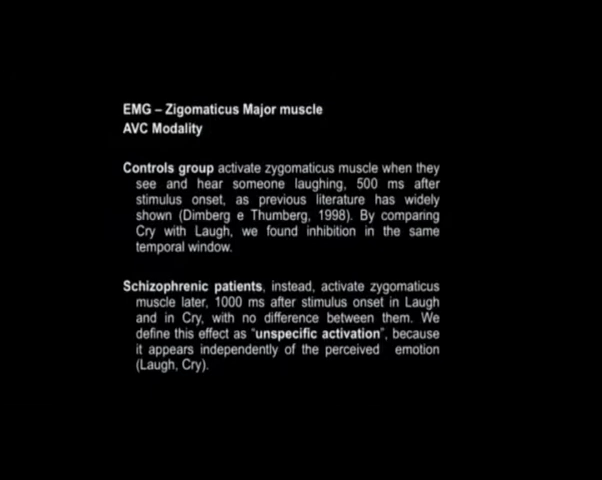 EMG – Zigomaticus Major muscle
AVC Modality
Controls group activate zygomaticus muscle when they
see and hear someone laughing, 500 ms after
stimulus onset, as previous literature has widely
shown (Dimberg e Thumberg, 1998). By comparing
Cry with Laugh, we found inhibition in the same
temporal window.
Schizophrenic patients, instead, activate zygomaticus
muscle later, 1000 ms after stimulus onset in Laugh
and in Cry, with no difference between them. We
define this effect as “unspecific activation”, because
it appears independently of the perceived emotion
(Laugh, Cry).